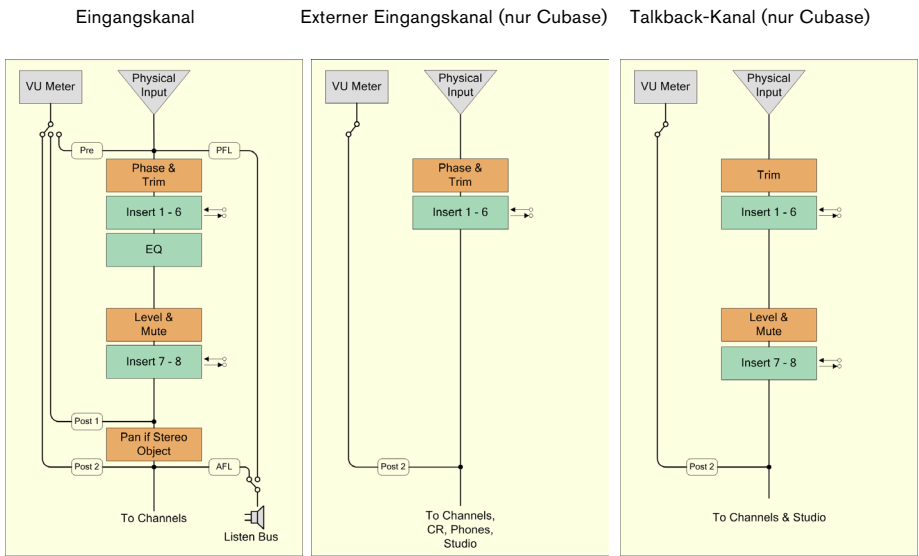 Eingangskanal
Externer Eingangskanal (nur Cubase)
Talkback-Kanal (nur Cubase)
VU Meter
Physical
Input
Pre
PFL
Phase &
Trim
Insert 1 - 6
EQ
Level &
Mute
Insert 7 - 8
Post 1
Pan if Stereo
Object
Post 2
AFL
To Channels
Listen Bus
VU Meter
Physical
Input
Phase &
Trim
Insert 1 - 6
Post 2
To Channels,
CR, Phones,
Studio
VU Meter
Physical
Input
Trim
Insert 1 - 6
Level &
Mute
Insert 7 - 8
Post 2
To Channels & Studio